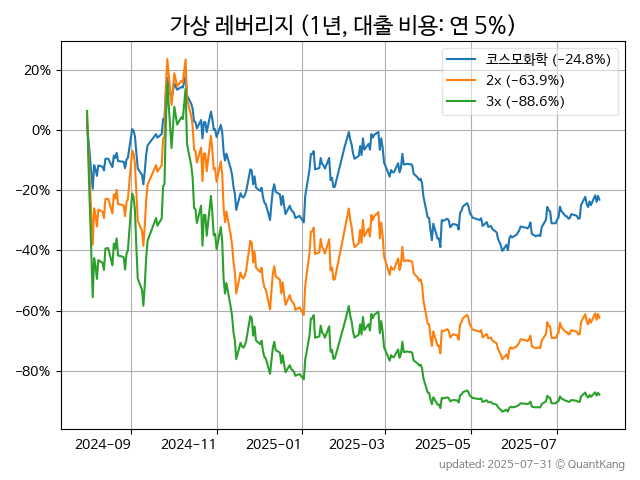 가상 레버리지 (1년, 대출 비용: 연 5%)
코스모화학 (−24.8%)
2x (−63.9%)
3x (−88.6%)
20%
0%
−20%
−40%
−60%
−80%
2024-09 2024-11 2025-01 2025-03 2025-05 2025-07
updated: 2025-07-31 © QuantKang